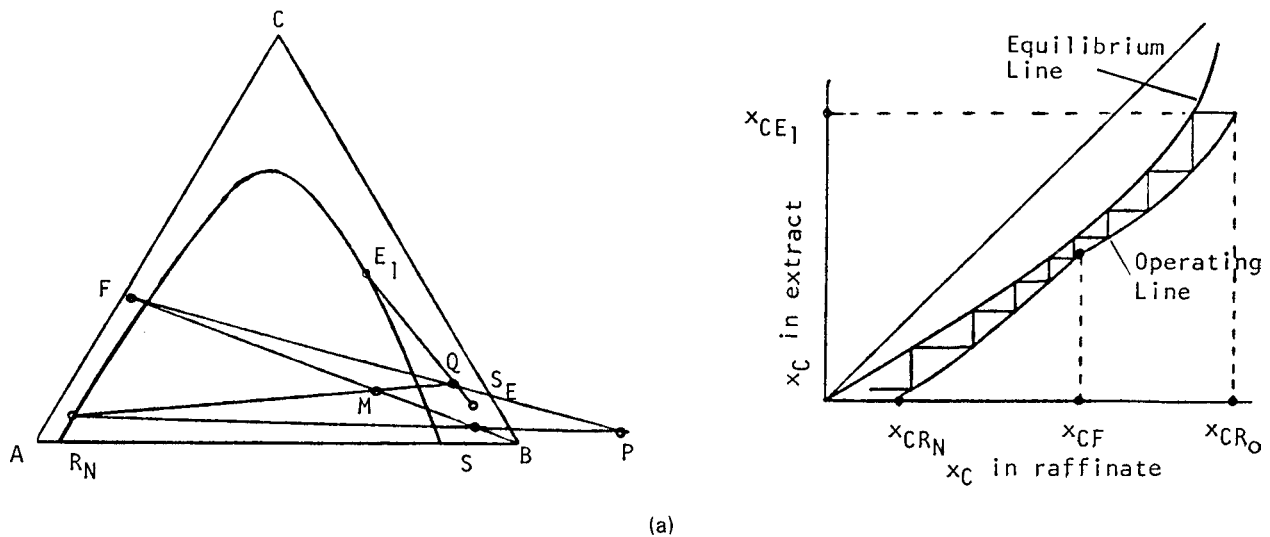 C
F
E1
Q
SE
M
A
RN
S
B
P
Equilibrium
Line
xCE1
xC in extract
Operating
Line
xCRN
xCF
xCRo
xC in raffinate
(a)